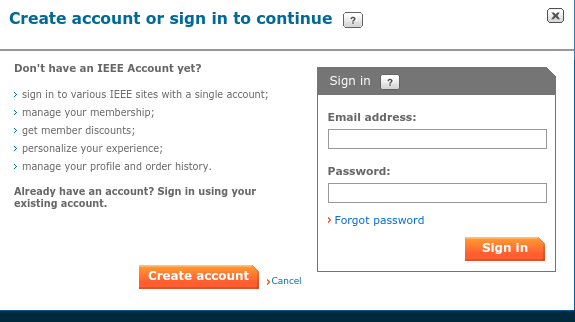 Create account or sign in to continue ?
Don't have an IEEE Account yet?
sign in to various IEEE sites with a single account;
manage your membership;
get member discounts;
personalize your experience;
manage your profile and order history.
Already have an account? Sign in using your
existing account.
Create account
Cancel
Sign in ?
Email address:
Password:
Forgot password
Sign in